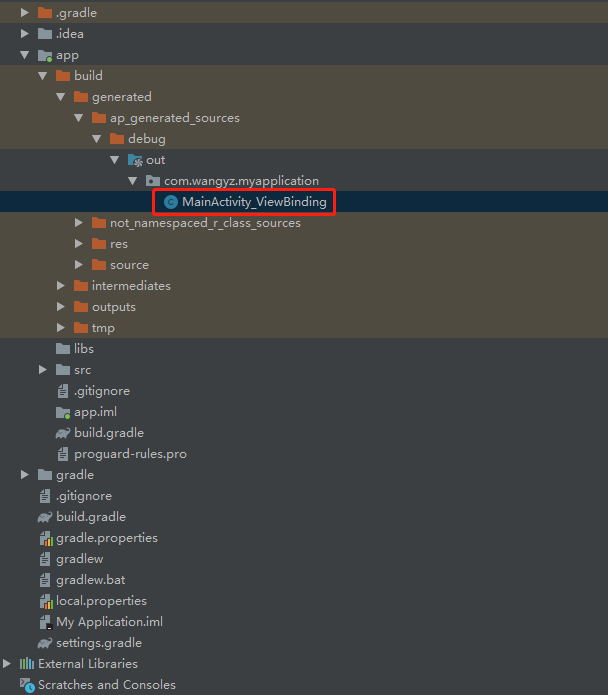 .gradle
.idea
app
build
generated
ap_generated_sources
debug
out
com.wangyz.myapplication
MainActivity_ViewBinding
not_namespaced_r_class_sources
res
source
intermediates
outputs
tmp
libs
src
.gitignore
app.iml
build.gradle
proguard-rules.pro
gradle
.gitignore
build.gradle
gradle.properties
gradlew
gradlew.bat
local.properties
My Application.iml
settings.gradle
External Libraries
Scratches and Consoles